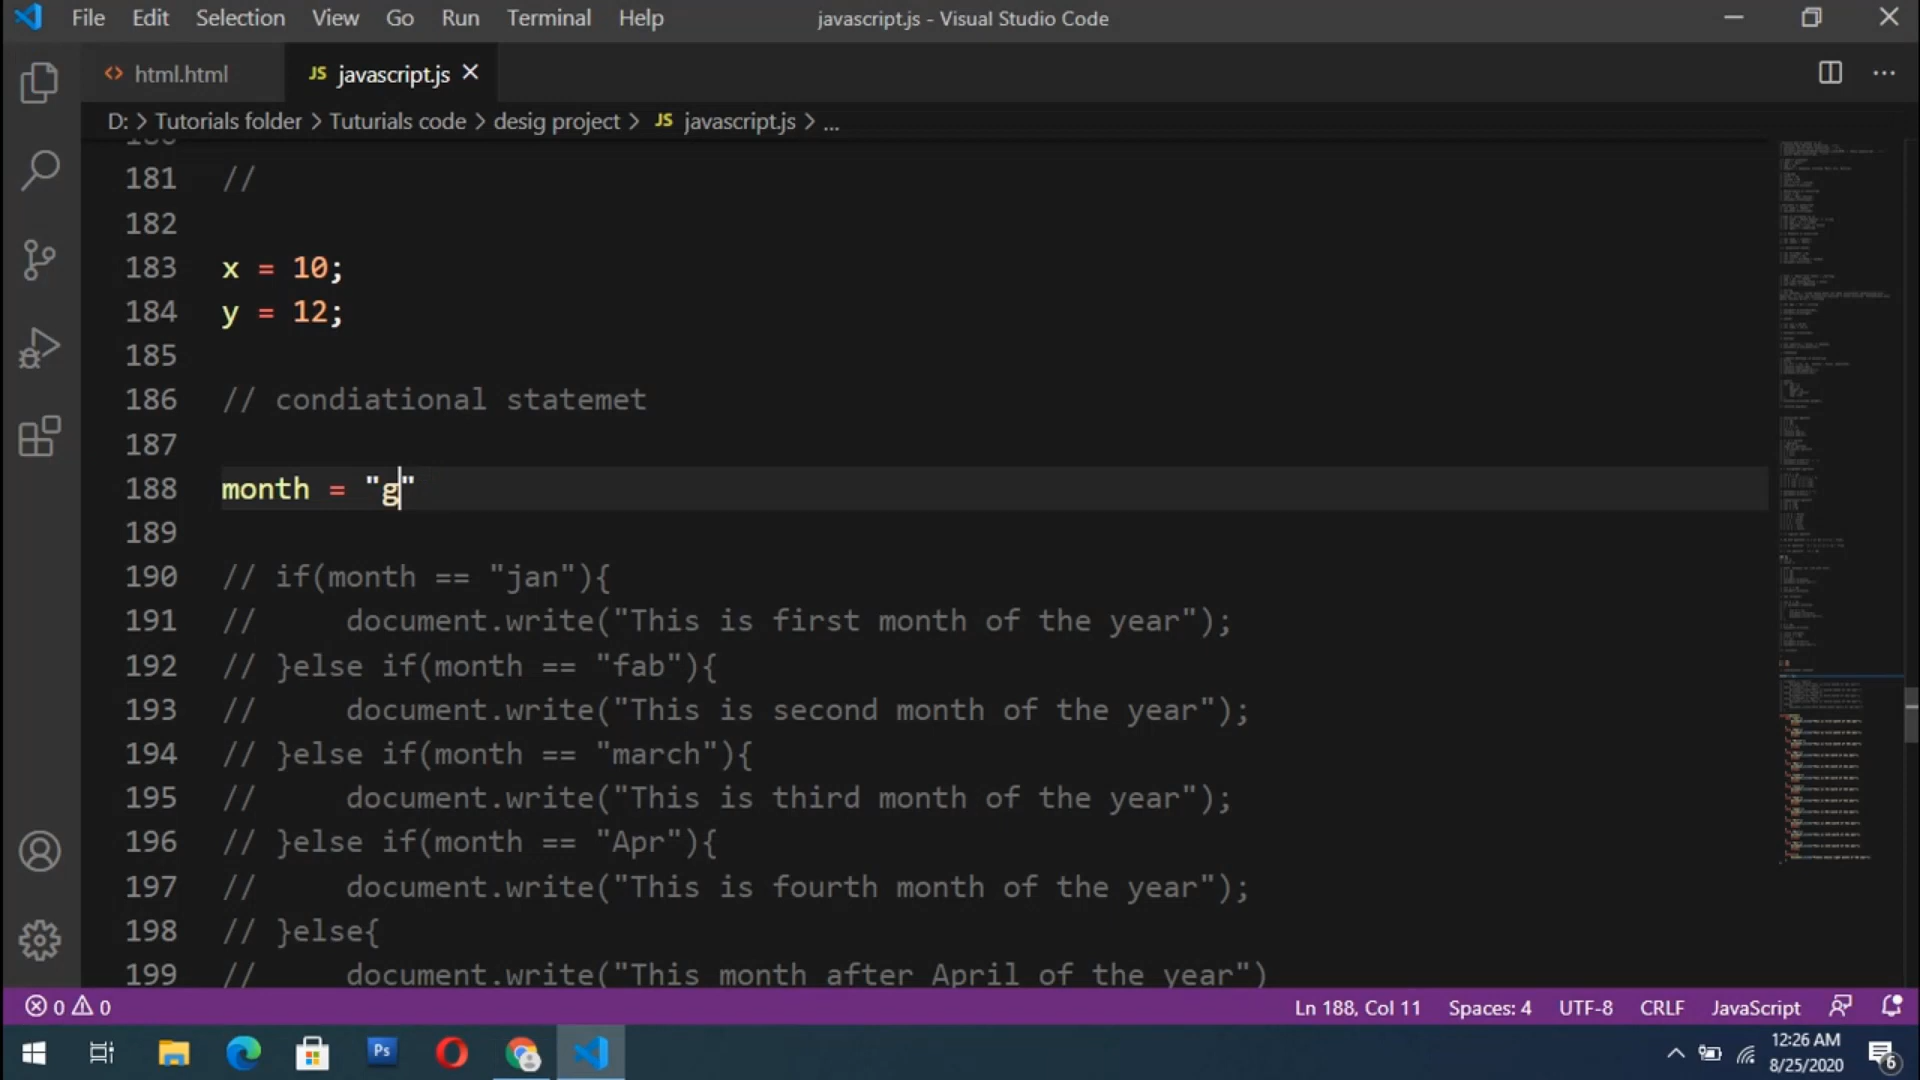 File Edit Selection View Go Run Terminal Help javascript.js - Visual Studio Code
<> html.html JS javascript.js
D: > Tutorials folder > Tuturials code > desig project > JS javascript.js > ...
181 //
182
183 x = 10;
184 y = 12;
185
186 // condiational statemet
187
188 month = "g"
189
190 // if(month == "jan"){
191 //     document.write("This is first month of the year");
192 // }else if(month == "fab"){
193 //     document.write("This is second month of the year");
194 // }else if(month == "march"){
195 //     document.write("This is third month of the year");
196 // }else if(month == "Apr"){
197 //     document.write("This is fourth month of the year");
198 // }else{
199 //     document.write("This month after April of the year")
0 0 Ln 188, Col 11 Spaces: 4 UTF-8 CRLF JavaScript
Ps 12:26 AM
8/25/2020 6